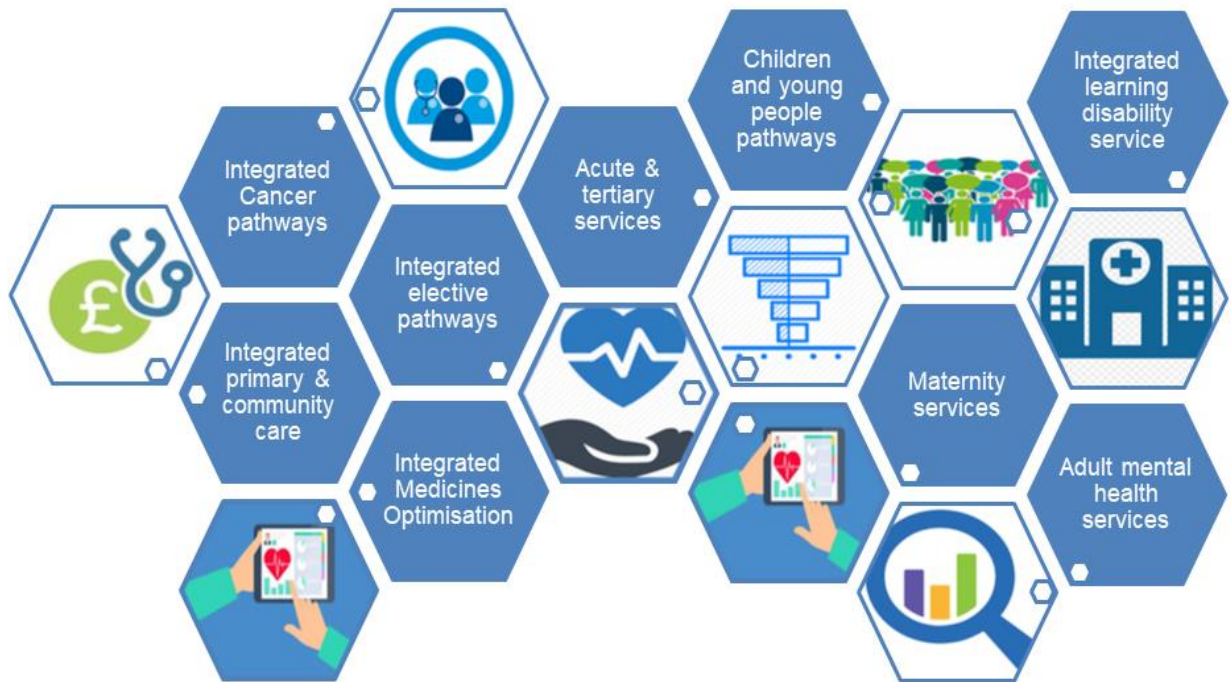 Children
and young
people
pathways
Integrated
learning
disability
service
Integrated
Cancer
pathways
Acute &
tertiary
services
£
Integrated
elective
pathways
Integrated
primary &
community
care
Maternity
services
Integrated
Medicines
Optimisation
Adult mental
health
services